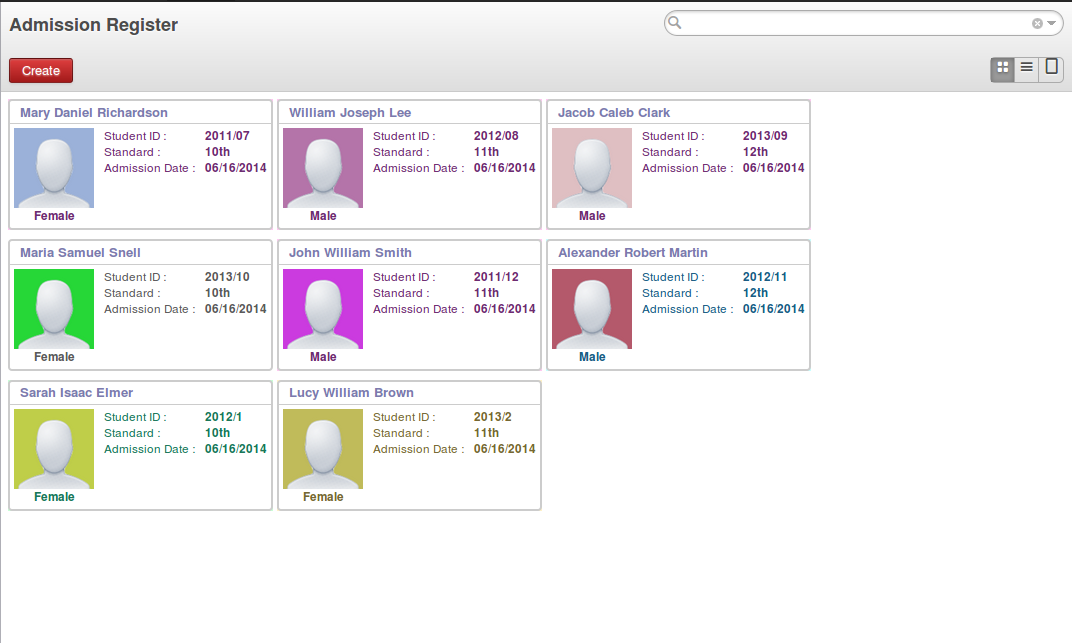 Admission Register
Create
Mary Daniel Richardson
Student ID : 2011/07
Standard : 10th
Admission Date : 06/16/2014
Female
William Joseph Lee
Student ID : 2012/08
Standard : 11th
Admission Date : 06/16/2014
Male
Jacob Caleb Clark
Student ID : 2013/09
Standard : 12th
Admission Date : 06/16/2014
Male
Maria Samuel Snell
Student ID : 2013/10
Standard : 10th
Admission Date : 06/16/2014
Female
John William Smith
Student ID : 2011/12
Standard : 11th
Admission Date : 06/16/2014
Male
Alexander Robert Martin
Student ID : 2012/11
Standard : 12th
Admission Date : 06/16/2014
Male
Sarah Isaac Elmer
Student ID : 2012/1
Standard : 10th
Admission Date : 06/16/2014
Female
Lucy William Brown
Student ID : 2013/2
Standard : 11th
Admission Date : 06/16/2014
Female